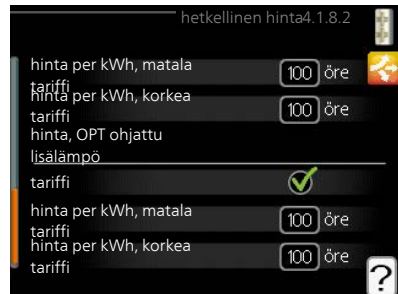 hetkellinen hinta4.1.8.2
hinta per kWh, matala
tariffi
100 öre
hinta per kWh, korkea
tariffi
100 öre
hinta, OPT ohjattu
lisälämpö
tariffi
hinta per kWh, matala
tariffi
100 öre
hinta per kWh, korkea
tariffi
100 öre
?